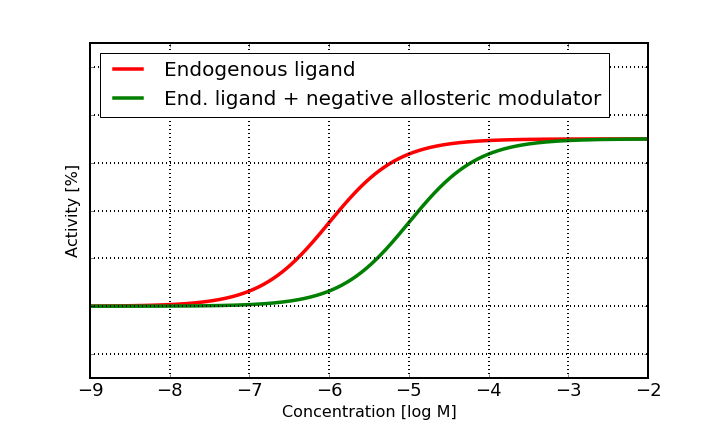 Endogenous ligand
End. ligand + negative allosteric modulator
Activity [%]
−9 −8 −7 −6 −5 −4 −3 −2
Concentration [log M]